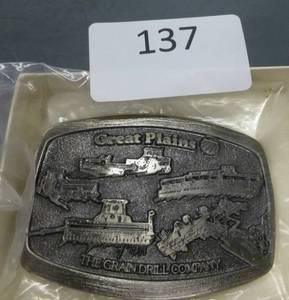 137
Great Plains
THE GRAIN DRILL COMPANY